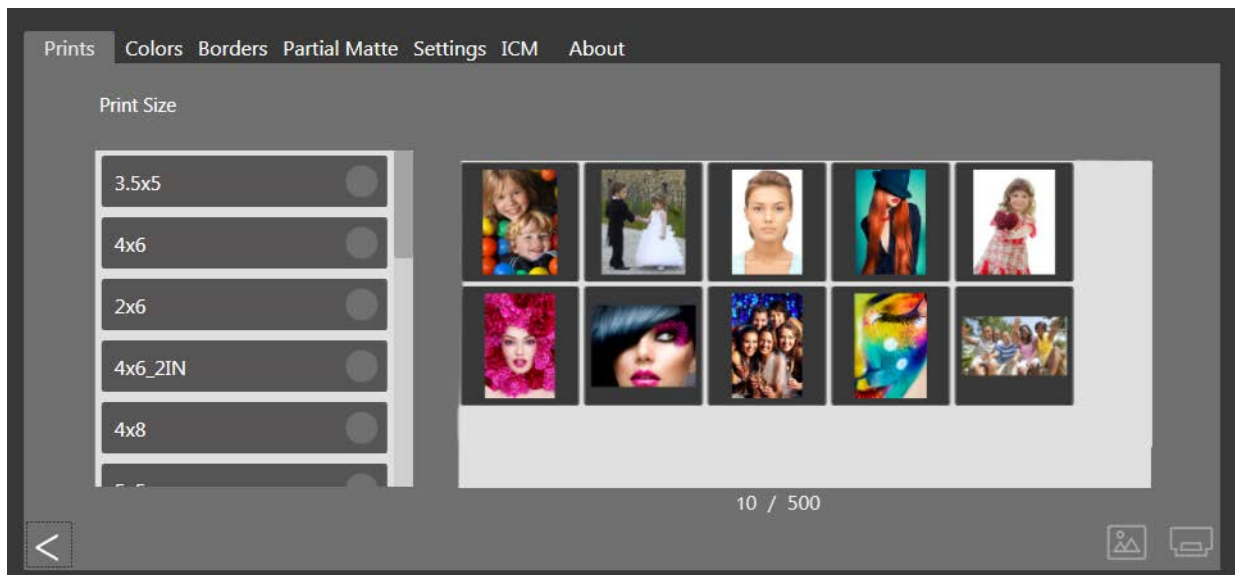 Prints Colors Borders Partial Matte Settings ICM About
Print Size
3.5x5
4x6
2x6
4x6_2IN
4x8
10 / 500